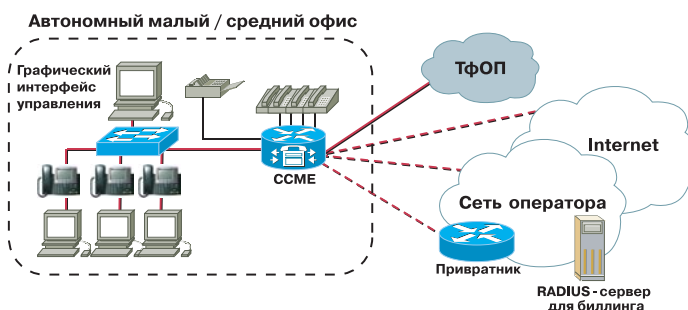 Автономный малый / средний офис
Графический
интерфейс
управления
CCME
ТфОП
Internet
Сеть оператора
Привратник
RADIUS - сервер
для биллинга